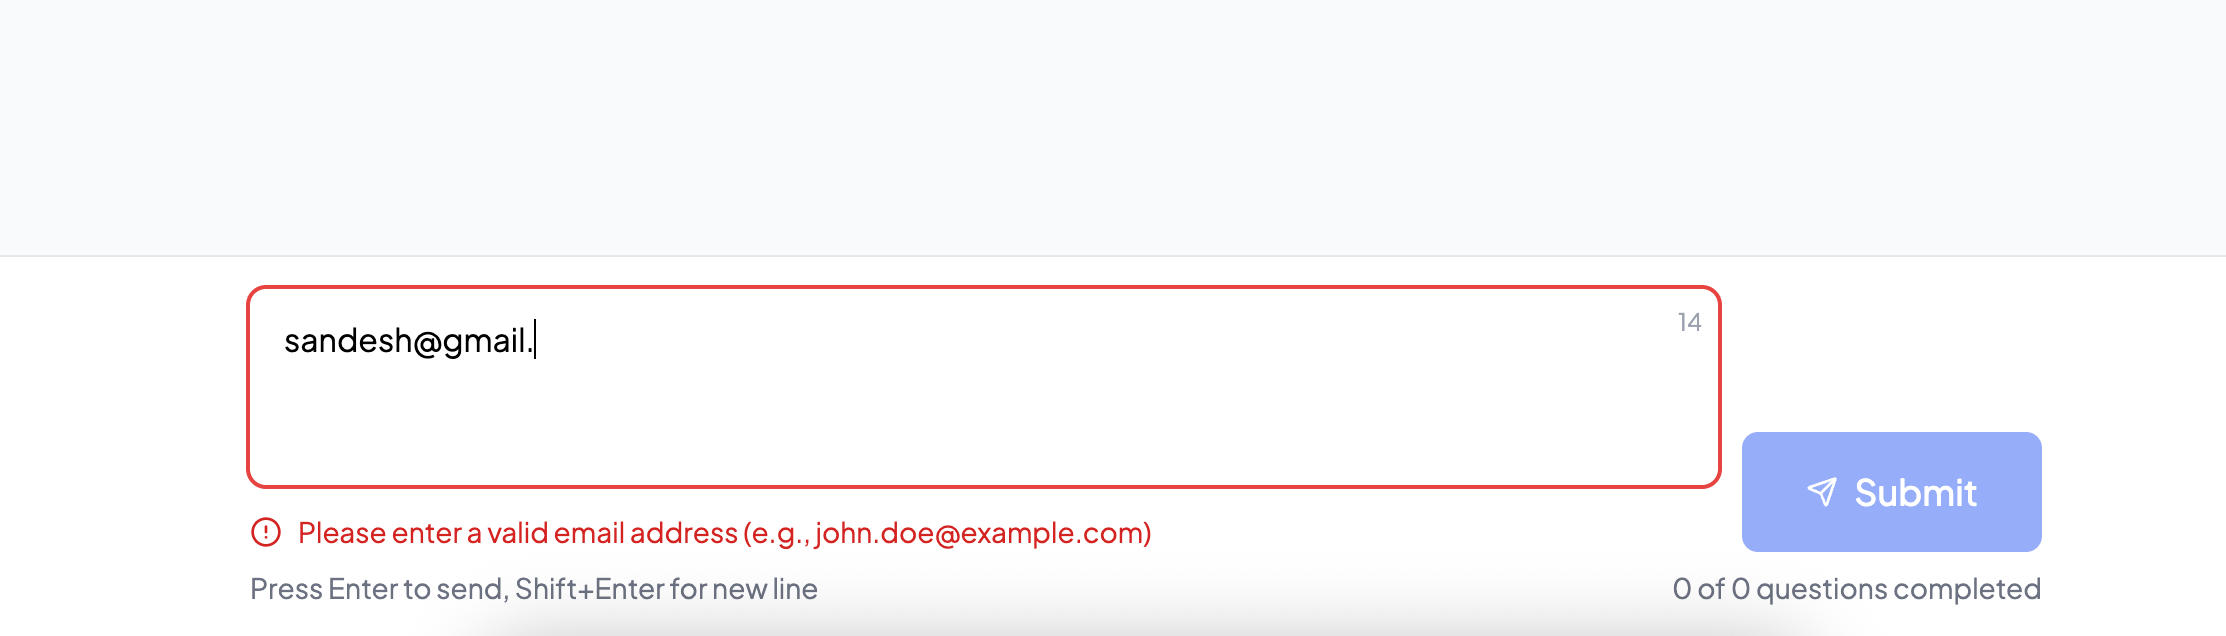 sandesh@gmail.
14
Submit
Please enter a valid email address (e.g., john.doe@example.com)
Press Enter to send, Shift+Enter for new line
0 of 0 questions completed